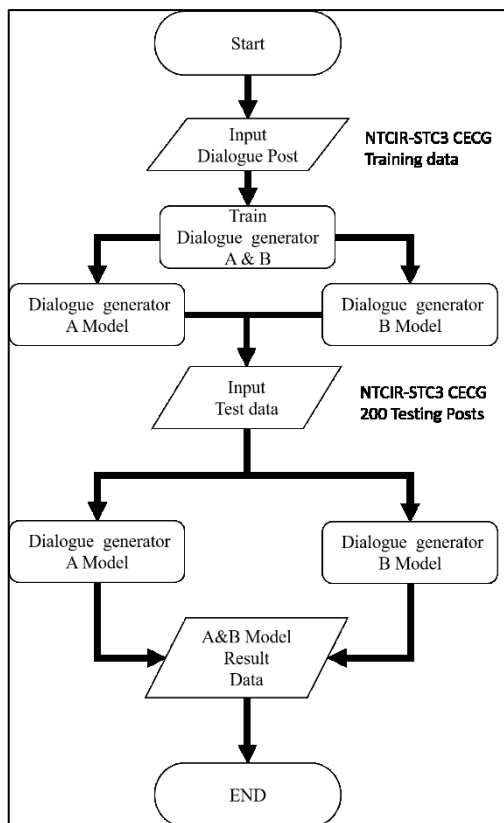 Start
Input
Dialogue Post
NTCIR-STC3 CECG
Training data
Train
Dialogue generator
A & B
Dialogue generator
A Model
Dialogue generator
B Model
Input
Test data
NTCIR-STC3 CECG
200 Testing Posts
Dialogue generator
A Model
Dialogue generator
B Model
A&B Model
Result
Data
END